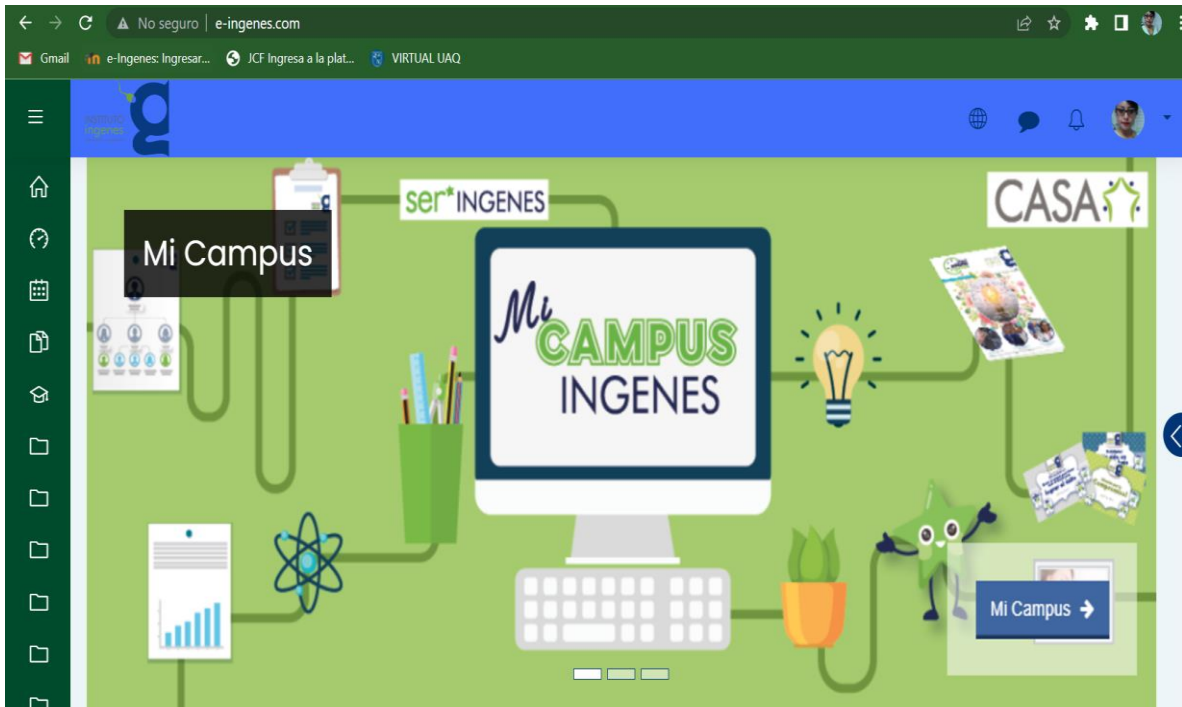 No seguro | e-ingenes.com
Gmail
e-Ingenes: Ingresar...
JCF Ingresa a la plat...
VIRTUAL UAQ
ingenes
g
ser*INGENES
CASA
Mi Campus
Mi
CAMPUS
INGENES
Mi Campus